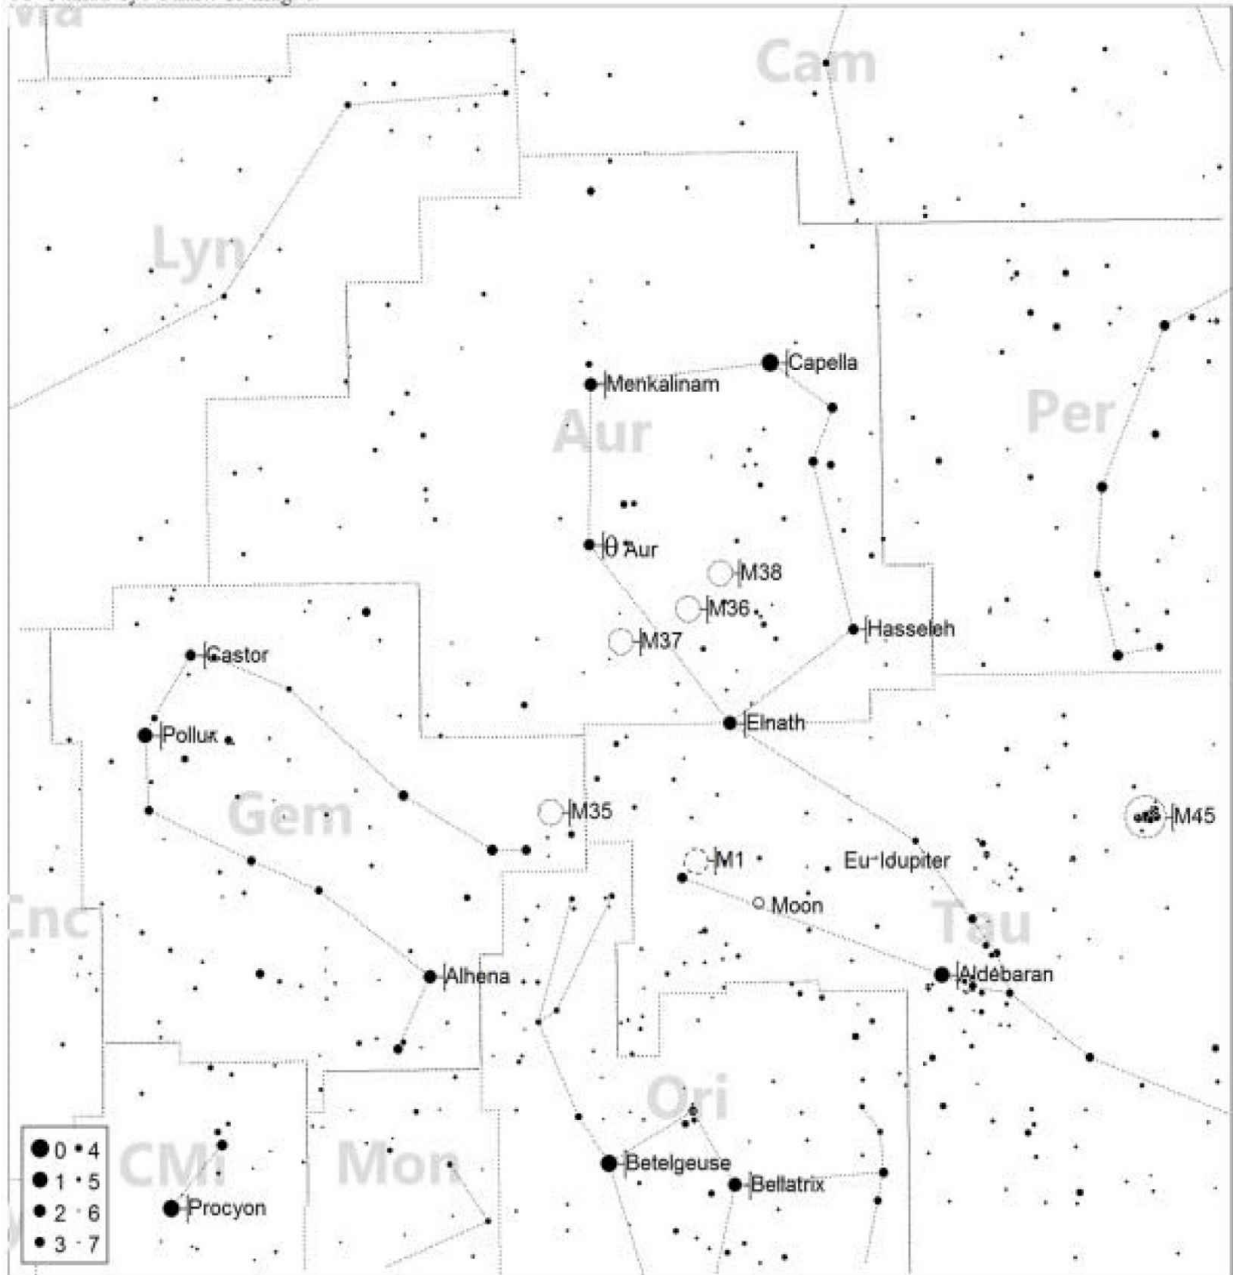 Cam
Lyn
Capella
Menkalinam
Aur
Per
θ Aur
M38
M36
Hasseleh
M37
Castor
Elnath
Pollux
Gem
M35
M45
M1
Eu-Idupiter
Moon
Cnc
Tau
Alhena
Aldebaran
Ori
0 4
1 5
2 6
3 7
CMi
Mon
Betelgeuse
Bellatrix
Procyon